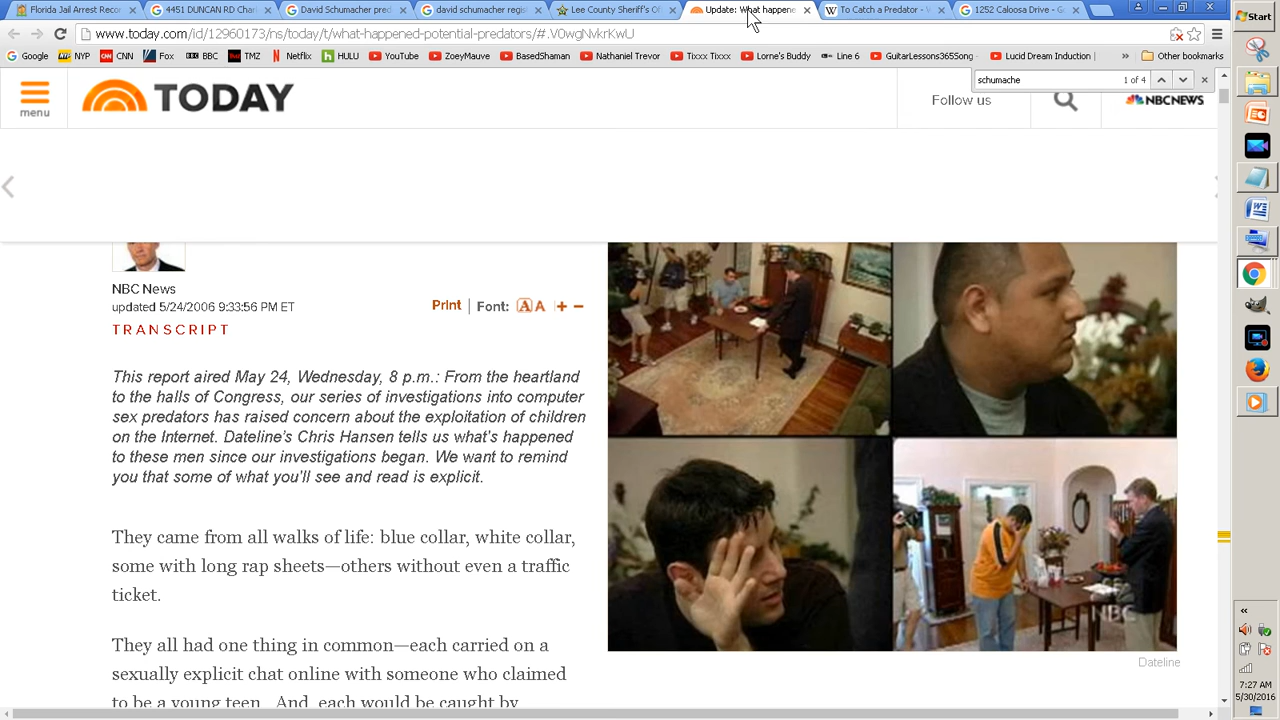 Florida Jail Arrest Reco
4451 DUNCAN RD Charl
David Schumacher pred
david schumacher regis
Lee County Sheriff's Of
Update: What happene
To Catch a Predator - W
1252 Caloosa Drive - G
Start
www.today.com/id/12960173/ns/today/t/what-happened-potential-predators/#.V0wgNvkrKwU
Google
NYP
CNN
Fox
BBC
TMZ
Netflix
HULU
YouTube
ZoeyMauve
BasedShaman
Nathaniel Trevor
Tixxx Tixxx
Lorne's Buddy
Line 6
GuitarLessons365Song
Lucid Dream Induction
Other bookmarks
schumache
1 of 4
menu
TODAY
Follow us
NBCNEWS
NBC News
updated 5/24/2006 9:33:56 PM ET
Print | Font: A A + −
TRANSCRIPT
This report aired May 24, Wednesday, 8 p.m.: From the heartland
to the halls of Congress, our series of investigations into computer
sex predators has raised concern about the exploitation of children
on the Internet. Dateline's Chris Hansen tells us what's happened
to these men since our investigations began. We want to remind
you that some of what you'll see and read is explicit.
They came from all walks of life: blue collar, white collar,
some with long rap sheets—others without even a traffic
ticket.
They all had one thing in common—each carried on a
sexually explicit chat online with someone who claimed
to be a young teen. And, each would be caught by
NBC
Dateline
7:27 AM
5/30/2016